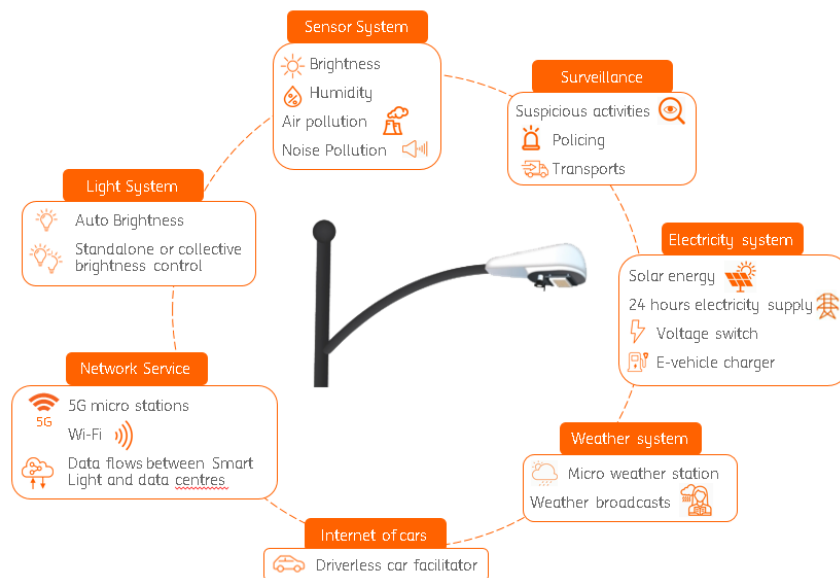 Sensor System
Brightness
Humidity
Air pollution
Noise Pollution
Surveillance
Suspicious activities
Policing
Transports
Light System
Auto Brightness
Standalone or collective
brightness control
Electricity system
Solar energy
24 hours electricity supply
Voltage switch
E-vehicle charger
Network Service
5G
5G micro stations
Wi-Fi
Data flows between Smart
Light and data centres
Weather system
Micro weather station
Weather broadcasts
Internet of cars
Driverless car facilitator